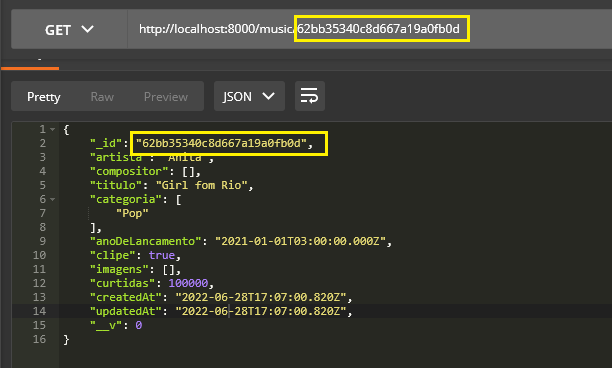 GET http://localhost:8000/music/62bb35340c8d667a19a0fb0d
Pretty Raw Preview JSON
1 {
2 "_id": "62bb35340c8d667a19a0fb0d",
3 "artista": "Anita",
4 "compositor": [],
5 "titulo": "Girl fom Rio",
6 "categoria": [
7 "Pop"
8 ],
9 "anoDeLancamento": "2021-01-01T03:00:00.000Z",
10 "clipe": true,
11 "imagens": [],
12 "curtidas": 100000,
13 "createdAt": "2022-06-28T17:07:00.820Z",
14 "updatedAt": "2022-06-28T17:07:00.820Z",
15 "__v": 0
16 }